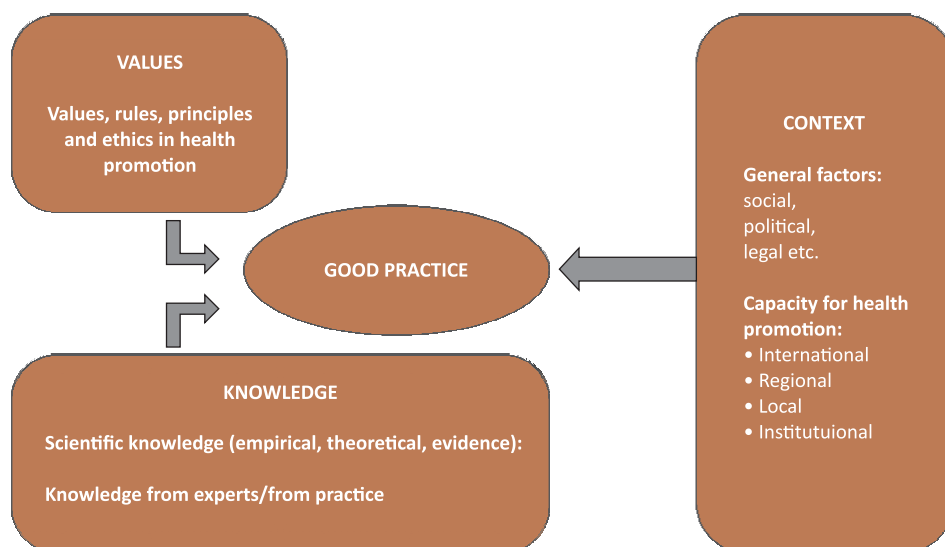 VALUES
Values, rules, principles
and ethics in health
promotion
GOOD PRACTICE
KNOWLEDGE
Scientific knowledge (empirical, theoretical, evidence):
Knowledge from experts/from practice
CONTEXT
General factors:
social,
political,
legal etc.
Capacity for health
promotion:
• International
• Regional
• Local
• Institutuional